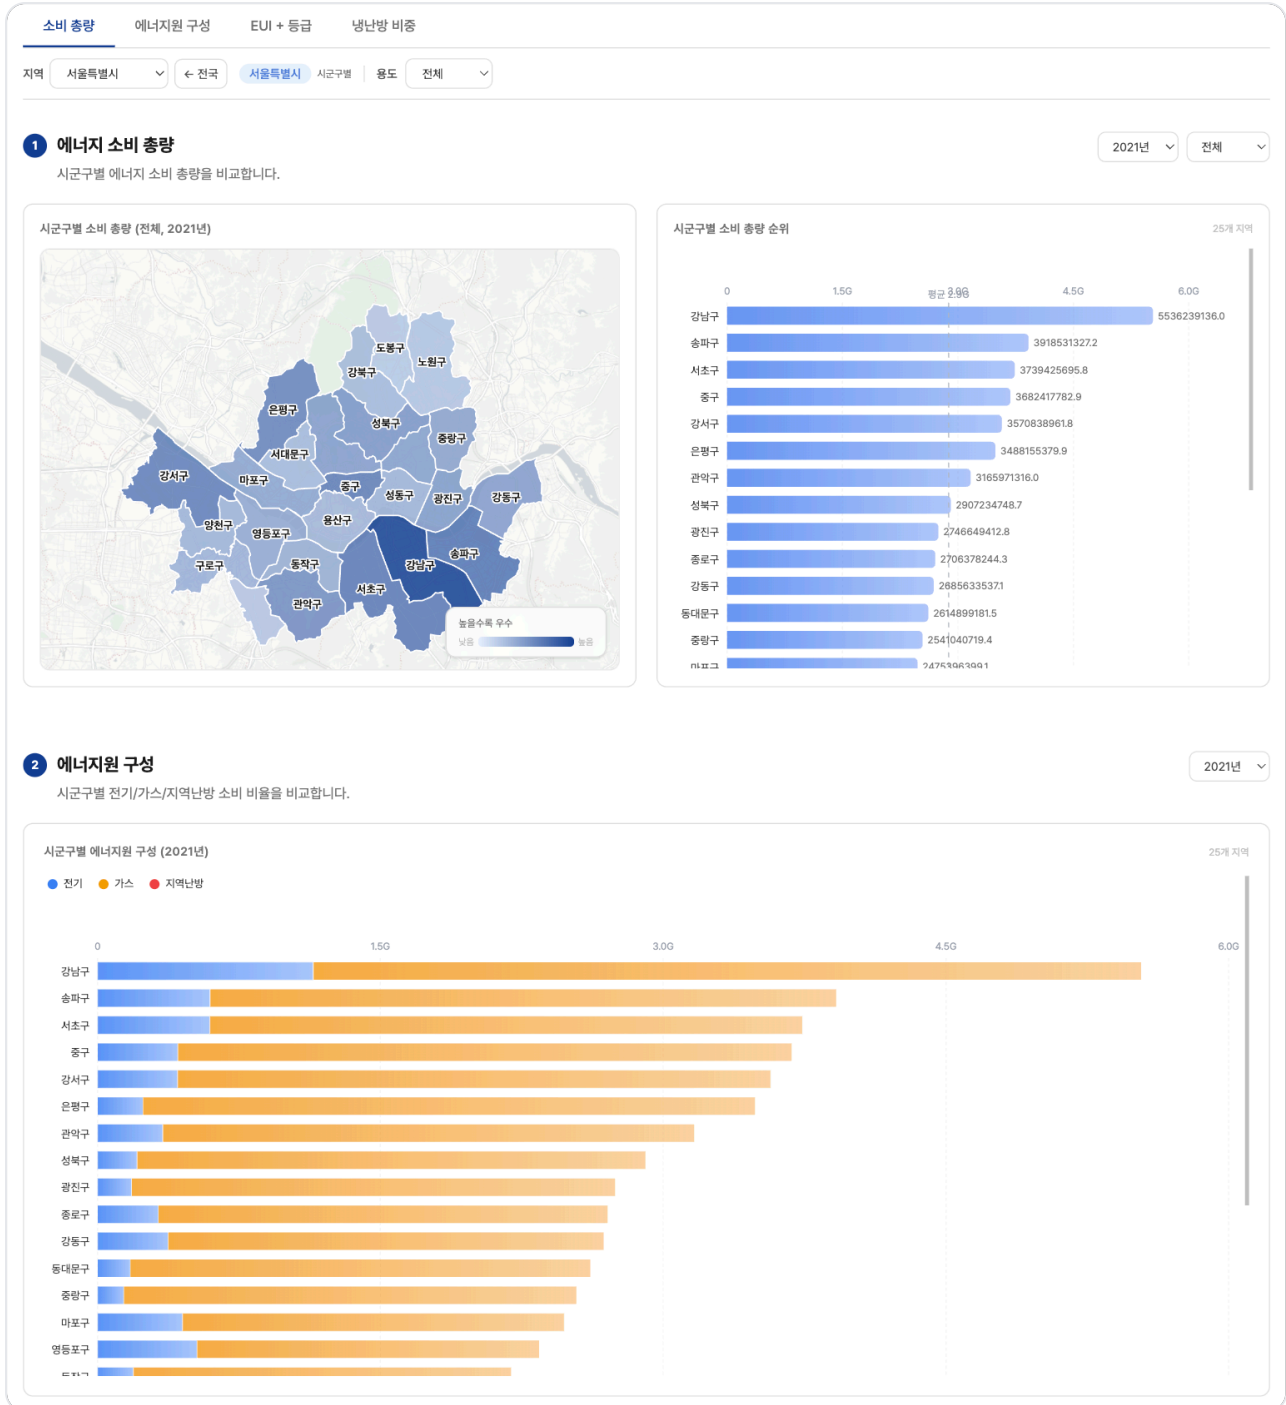 소비 총량 에너지원 구성 EUI + 등급 냉난방 비중
지역 서울특별시 ← 전국 서울특별시 시군구별 용도 전체
1 에너지 소비 총량
2021년 전체
시군구별 에너지 소비 총량을 비교합니다.
시군구별 소비 총량 (전체, 2021년)
도봉구
노원구
강북구
은평구
성북구
중랑구
서대문구
강서구
마포구
중구
성동구
광진구
강동구
양천구
영등포구
용산구
구로구
동작구
강남구
송파구
서초구
관악구
높을수록 우수
낮음 높음
시군구별 소비 총량 순위 25개 지역
0 1.5G 3.0G 4.5G 6.0G
평균 2.9G
강남구 5536239136.0
송파구 3918531327.2
서초구 3739425695.8
중구 3682417782.9
강서구 3570838961.8
은평구 3488155379.9
관악구 3165971316.0
성북구 2907234748.7
광진구 2746649412.8
종로구 2706378244.3
강동구 2685633537.1
동대문구 2614899181.5
중랑구 2541040719.4
마포구 2475396399.1
2 에너지원 구성
2021년
시군구별 전기/가스/지역난방 소비 비율을 비교합니다.
시군구별 에너지원 구성 (2021년) 25개 지역
전기 가스 지역난방
0 1.5G 3.0G 4.5G 6.0G
강남구
송파구
서초구
중구
강서구
은평구
관악구
성북구
광진구
종로구
강동구
동대문구
중랑구
마포구
영등포구